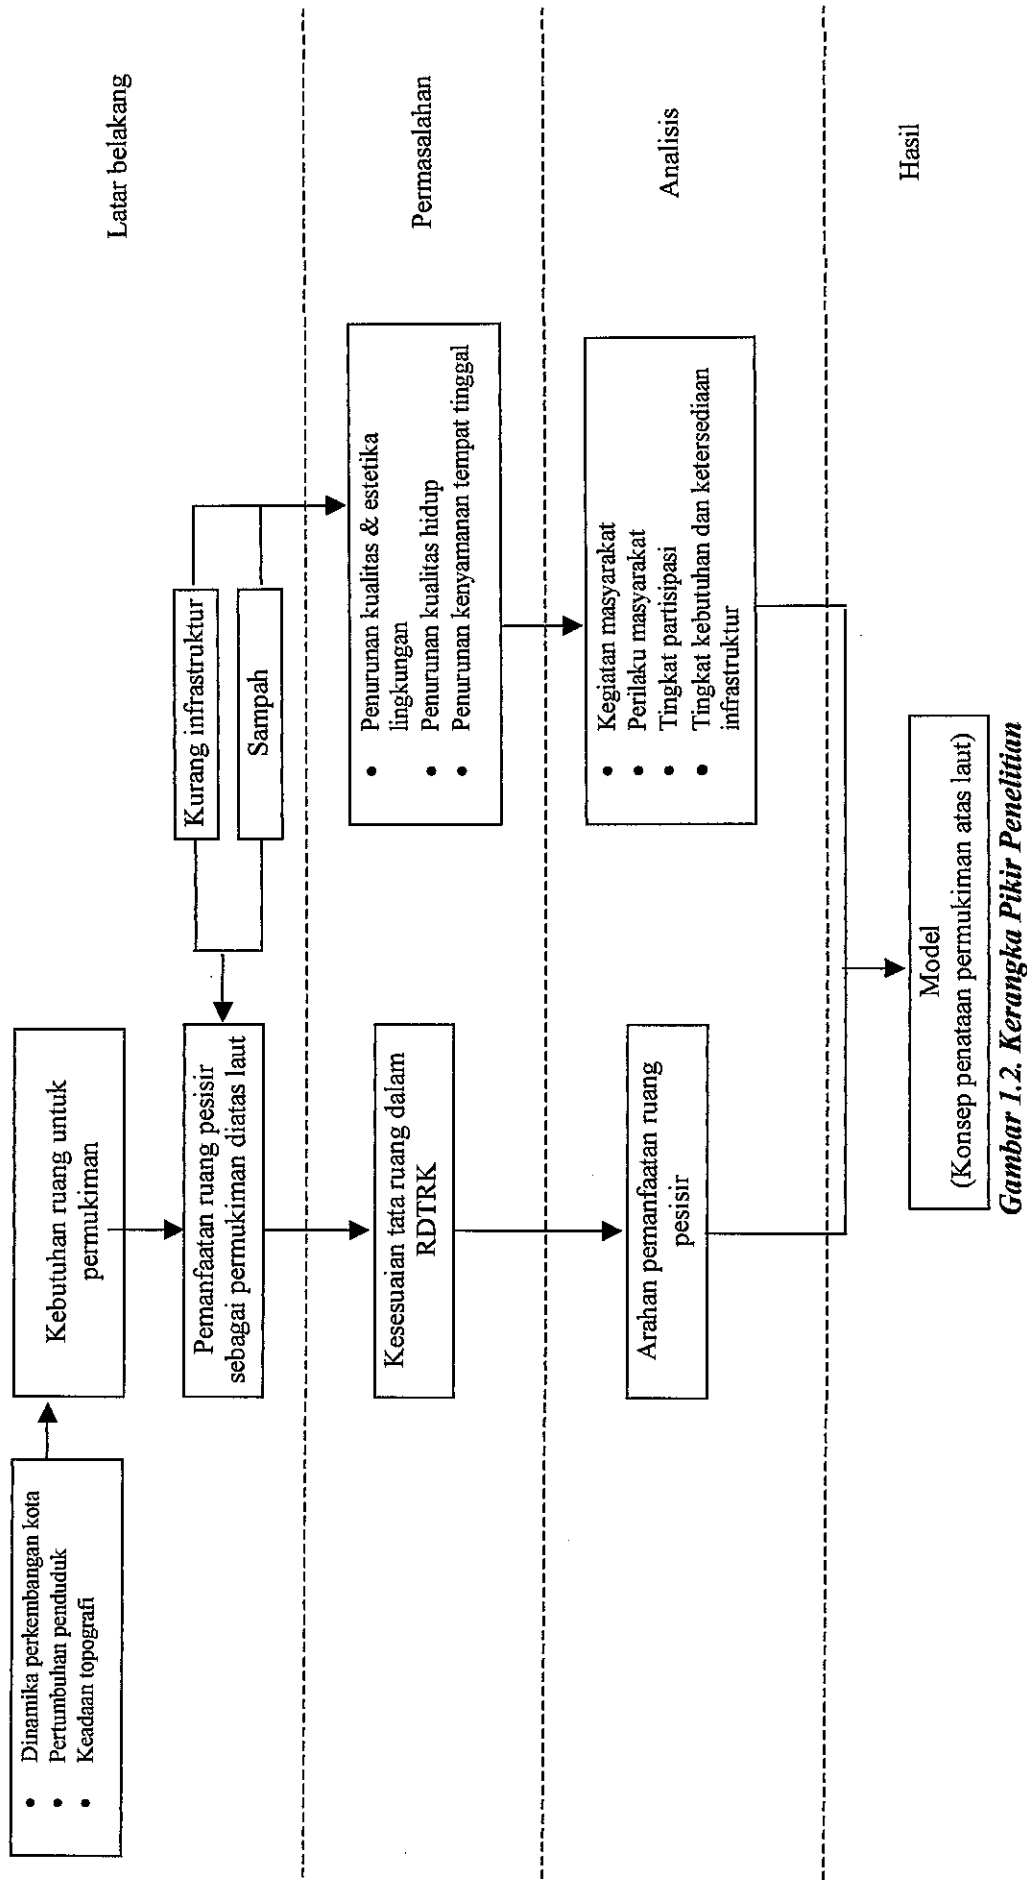 Latar belakang
• Dinamika perkembangan kota
• Pertumbuhan penduduk
• Keadaan topografi
Kebutuhan ruang untuk
permukiman
Pemanfaatan ruang pesisir
sebagai permukiman diatas laut
Kurang infrastruktur
Sampah
Permasalahan
Kesesuaian tata ruang dalam
RDTRK
• Penurunan kualitas & estetika
lingkungan
• Penurunan kualitas hidup
• Penurunan kenyamanan tempat tinggal
Analisis
Arahan pemanfaatan ruang
pesisir
• Kegiatan masyarakat
• Perilaku masyarakat
• Tingkat partisipasi
• Tingkat kebutuhan dan ketersediaan
infrastruktur
Hasil
Model
(Konsep penataan permukiman atas laut)
Gambar 1.2. Kerangka Pikir Penelitian